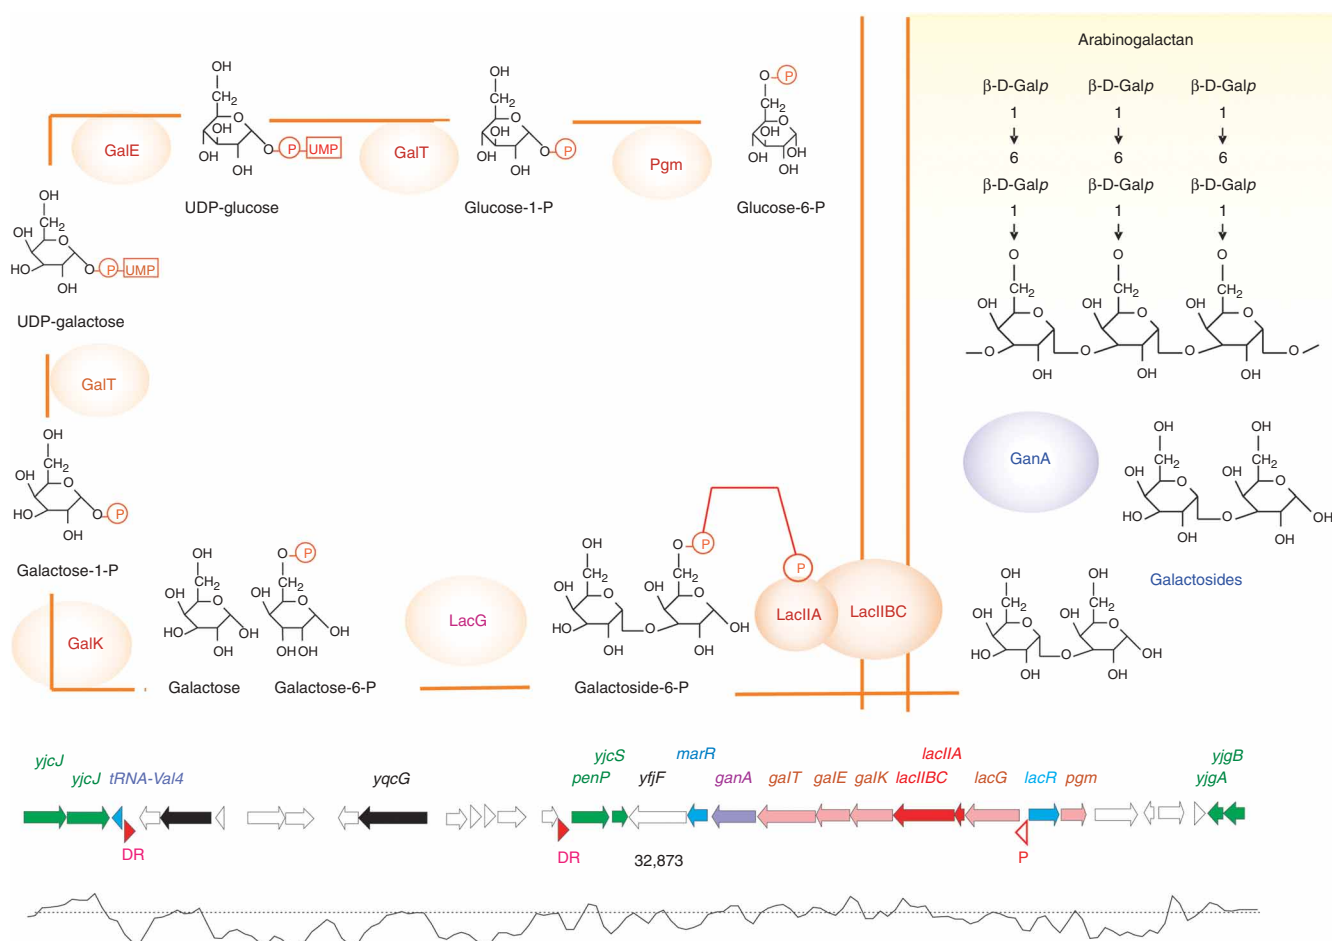 Arabinogalactan
β-D-Galp β-D-Galp β-D-Galp
1 1 1
6 6 6
β-D-Galp β-D-Galp β-D-Galp
1 1 1
O O O
CH2 CH2 CH2
OH O OH O OH O
O O O O
OH OH OH
GalE
OH
CH2
O
OH
OH
OH
O P UMP
UDP-glucose
GalT
OH
CH2
O
OH
OH
OH
O P
Glucose-1-P
Pgm
O P
CH2
O
OH
OH
OH
OH
Glucose-6-P
OH
CH2
OH
O
HO
OH
O P UMP
UDP-galactose
GalT
OH
CH2
OH
O
HO
OH
O P
Galactose-1-P
GalK
OH
CH2
OH
O
HO
OH
OH
Galactose
O P
CH2
OH
O
OH
OH OH
Galactose-6-P
LacG
OH
CH2
OH O
HO
OH
O
O P
CH2
OH O
OH
OH
Galactoside-6-P
P
LacIIA
LacIIBC
GanA
OH OH
CH2 CH2
OH O OH O
HO O OH
OH OH
Galactosides
OH OH
CH2 CH2
OH O OH O
HO O OH
OH OH
yjcJ yjcS marR lacIIA yjgB
yjcJ tRNA-Val4 yqcG penP yfjF ganA galT galE galK lacIIBC lacG lacR pgm yjgA
DR DR 32,873 P